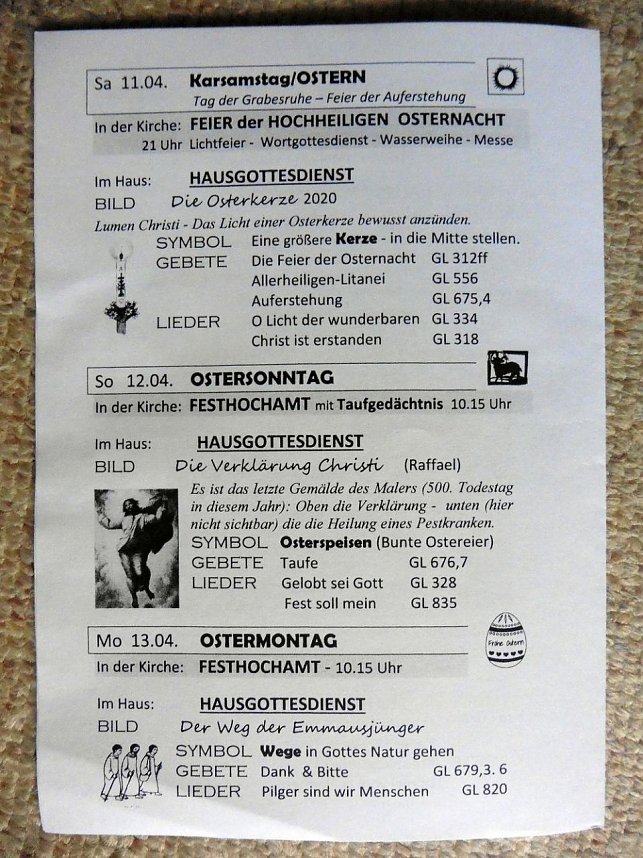 Sa 11.04. Karsamstag/OSTERN
Tag der Grabesruhe – Feier der Auferstehung
In der Kirche: FEIER der HOCHHEILIGEN OSTERNACHT
21 Uhr Lichtfeier - Wortgottesdienst - Wasserweihe - Messe
Im Haus: HAUSGOTTESDIENST
BILD Die Osterkerze 2020
Lumen Christi - Das Licht einer Osterkerze bewusst anzünden.
SYMBOL Eine größere Kerze - in die Mitte stellen.
GEBETE Die Feier der Osternacht GL 312ff
Allerheiligen-Litanei GL 556
Auferstehung GL 675,4
LIEDER O Licht der wunderbaren GL 334
Christ ist erstanden GL 318
So 12.04. OSTERSONNTAG
In der Kirche: FESTHOCHAMT mit Taufgedächtnis 10.15 Uhr
Im Haus: HAUSGOTTESDIENST
BILD Die Verklärung Christi (Raffael)
Es ist das letzte Gemälde des Malers (500. Todestag
in diesem Jahr): Oben die Verklärung - unten (hier
nicht sichtbar) die die Heilung eines Pestkranken.
SYMBOL Osterspeisen (Bunte Ostereier)
GEBETE Taufe GL 676,7
LIEDER Gelobt sei Gott GL 328
Fest soll mein GL 835
Mo 13.04. OSTERMONTAG
Frohe Ostern
In der Kirche: FESTHOCHAMT - 10.15 Uhr
Im Haus: HAUSGOTTESDIENST
BILD Der Weg der Emmausjünger
SYMBOL Wege in Gottes Natur gehen
GEBETE Dank & Bitte GL 679,3. 6
LIEDER Pilger sind wir Menschen GL 820